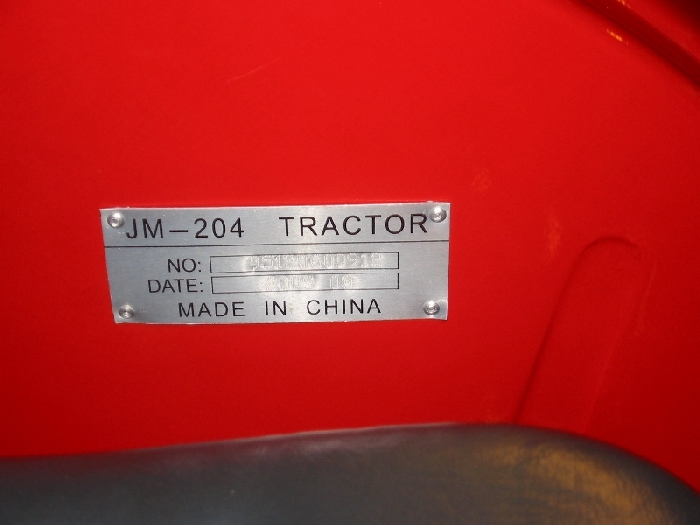 JM-204 TRACTOR
NO:
DATE:
MADE IN CHINA